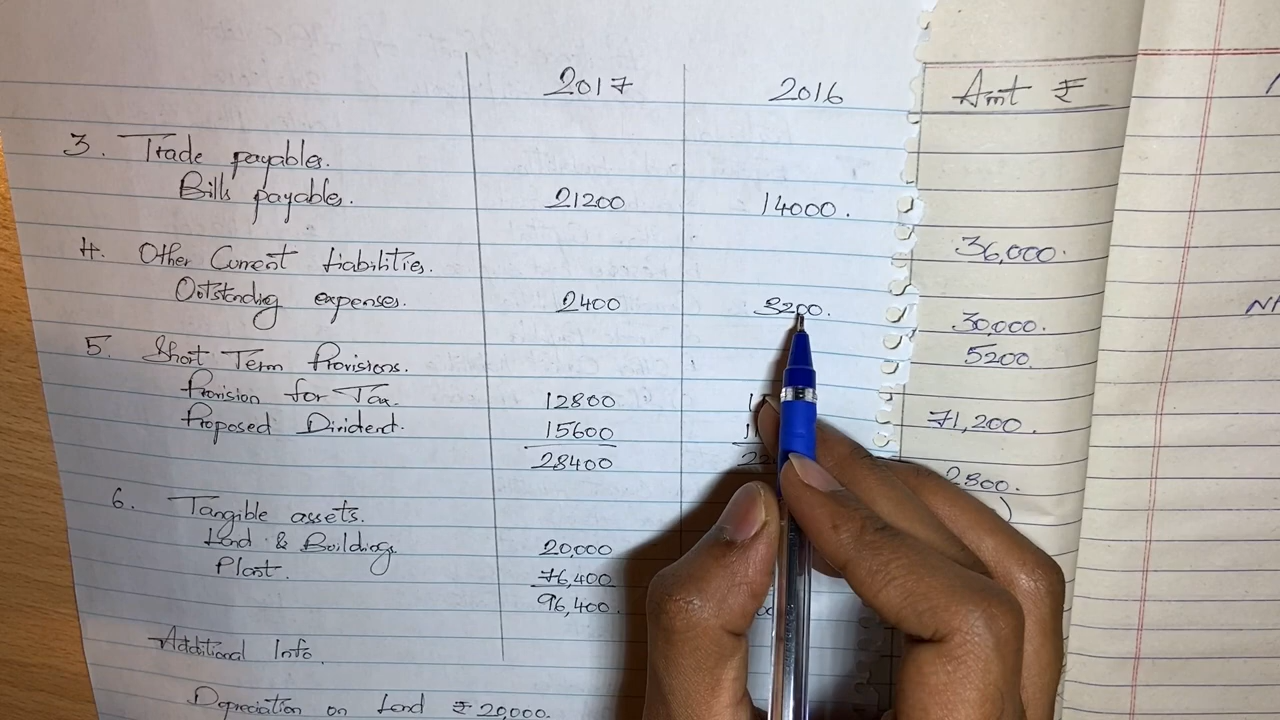 2017 2016 Amt ₹
3. Trade payables.
Bills payables. 21200 14000.
36,000.
4. Other Current Liabilities.
Outstanding expenses. 2400 3200.
30,000.
5. Short Term Provisions. 5200
Provision for Tax. 12800
Proposed Divident. 15600 71,200.
28400
2800.
6. Tangible assets.
Land & Buildings 20,000
Plant. 76,400
96,400.
Additional Info.
Depreciation on Land ₹ 20,000.